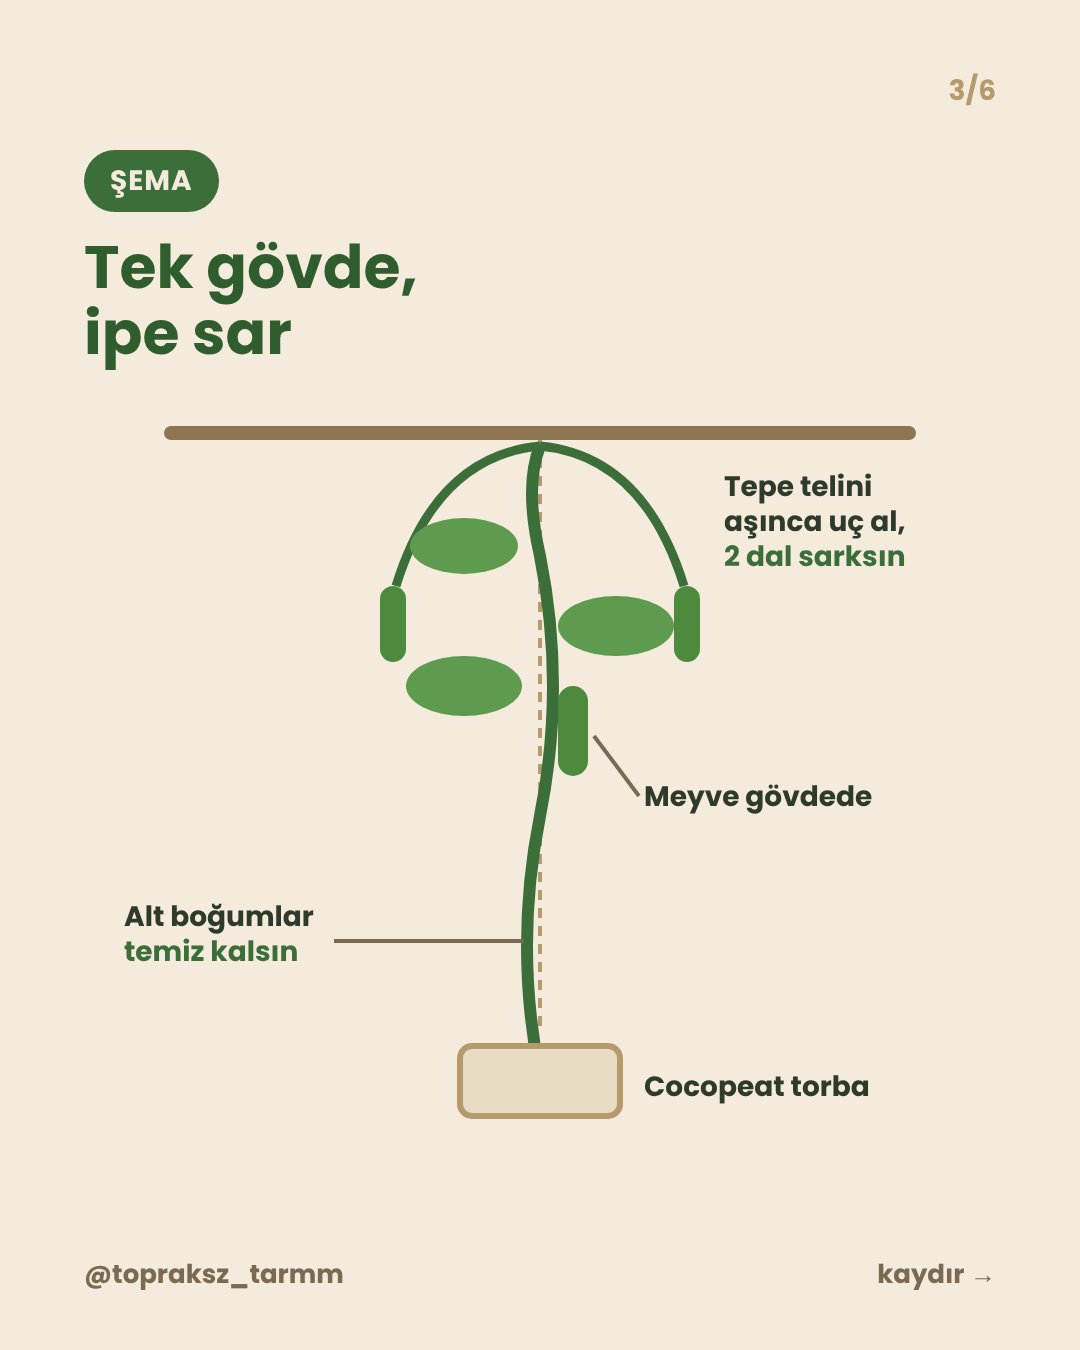 3/6
ŞEMA
Tek gövde,
ipe sar
Tepe telini
aşınca uç al,
2 dal sarksın
Meyve gövdede
Alt boğumlar
temiz kalsın
Cocopeat torba
@topraksz_tarmm
kaydır →